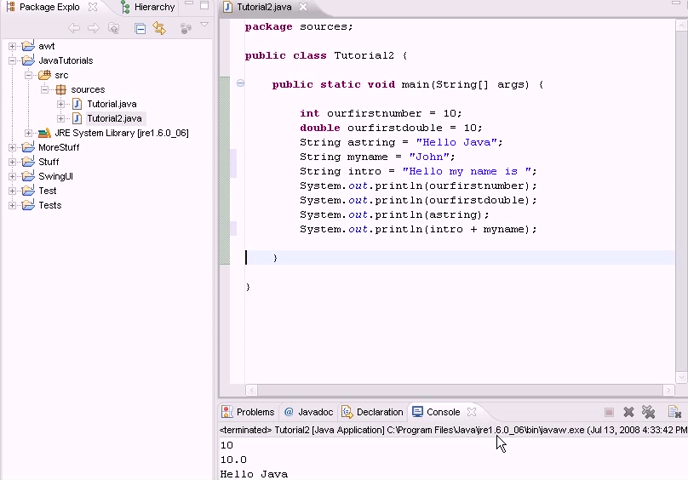 Package Explo
Hierarchy
awt
JavaTutorials
src
sources
Tutorial.java
Tutorial2.java
JRE System Library [jre1.6.0_06]
MoreStuff
Stuff
SwingUI
Test
Tests
Tutorial2.java
package sources;
public class Tutorial2 {
public static void main(String[] args) {
int ourfirstnumber = 10;
double ourfirstdouble = 10;
String astring = "Hello Java";
String myname = "John";
String intro = "Hello my name is ";
System.out.println(ourfirstnumber);
System.out.println(ourfirstdouble);
System.out.println(astring);
System.out.println(intro + myname);
}
}
Problems @ Javadoc Declaration Console
<terminated> Tutorial2 [Java Application] C:\Program Files\Java\jre1.6.0_06\bin\javaw.exe (Jul 13, 2008 4:33:42 PM
10
10.0
Hello Java